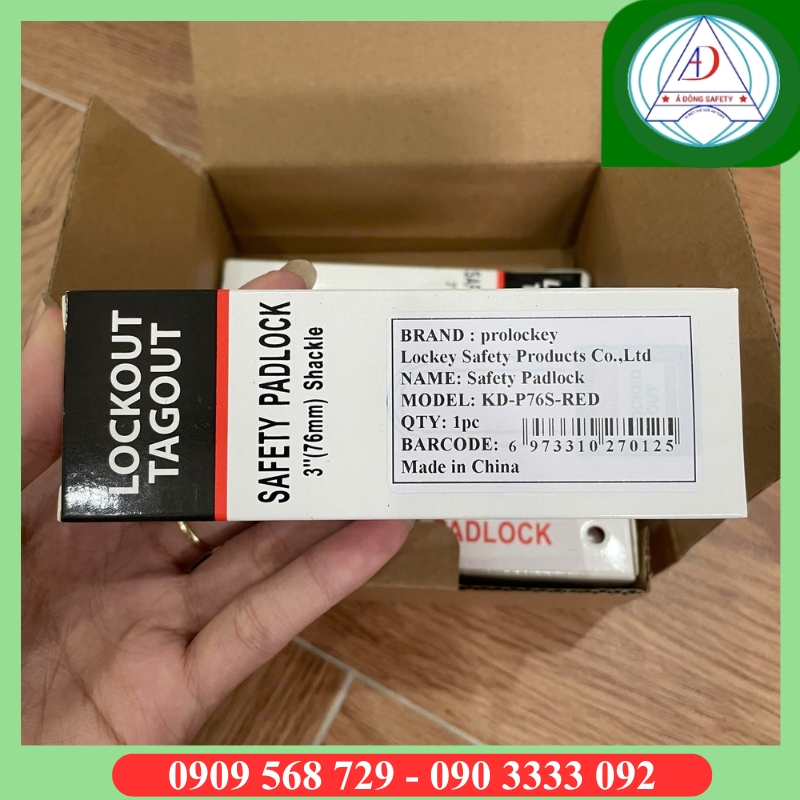 AD
Á ĐÔNG SAFETY
LOCKOUT
TAGOUT
SAFETY PADLOCK
3"(76mm) Shackle
BRAND : prolockey
Lockey Safety Products Co.,Ltd
NAME: Safety Padlock
MODEL: KD-P76S-RED
QTY: 1pc
BARCODE: 6 973310 270125
Made in China
ADLOCK
0909 568 729 - 090 3333 092